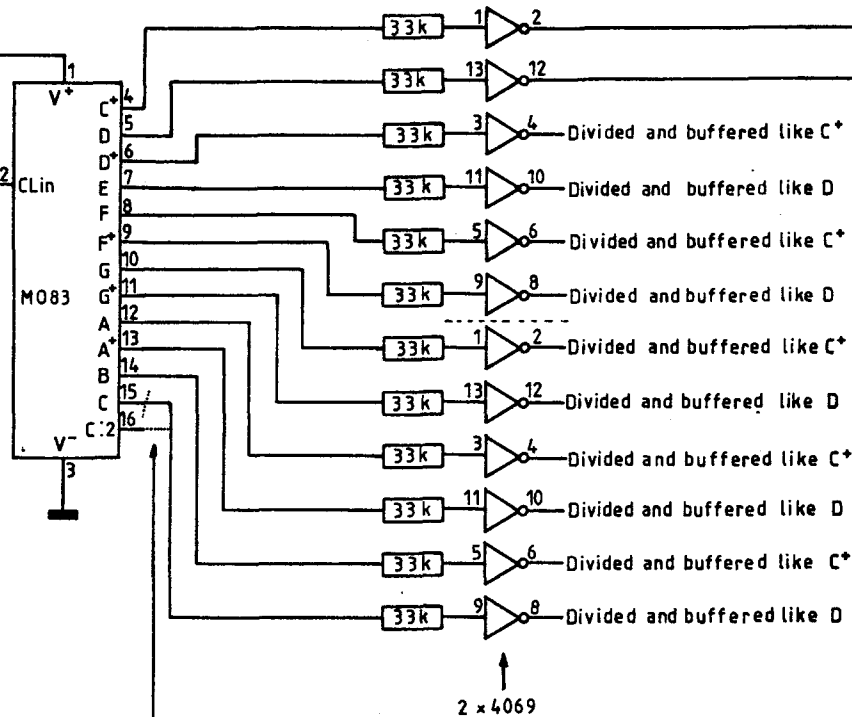 33k 1 2
1
V+ 33k 13 12
C+ 4
D 5 33k 3 4 Divided and buffered like C+
D+ 6
2 CLin E 7 33k 11 10 Divided and buffered like D
F 8
F+ 9 33k 5 6 Divided and buffered like C+
G 10
M083 G+ 11 33k 9 8 Divided and buffered like D
A 12
A+ 13 33k 1 2 Divided and buffered like C+
B 14
C 15 33k 13 12 Divided and buffered like D
C:2 16
V- 33k 3 4 Divided and buffered like C+
3
33k 11 10 Divided and buffered like D
33k 5 6 Divided and buffered like C+
33k 9 8 Divided and buffered like D
2 x 4069